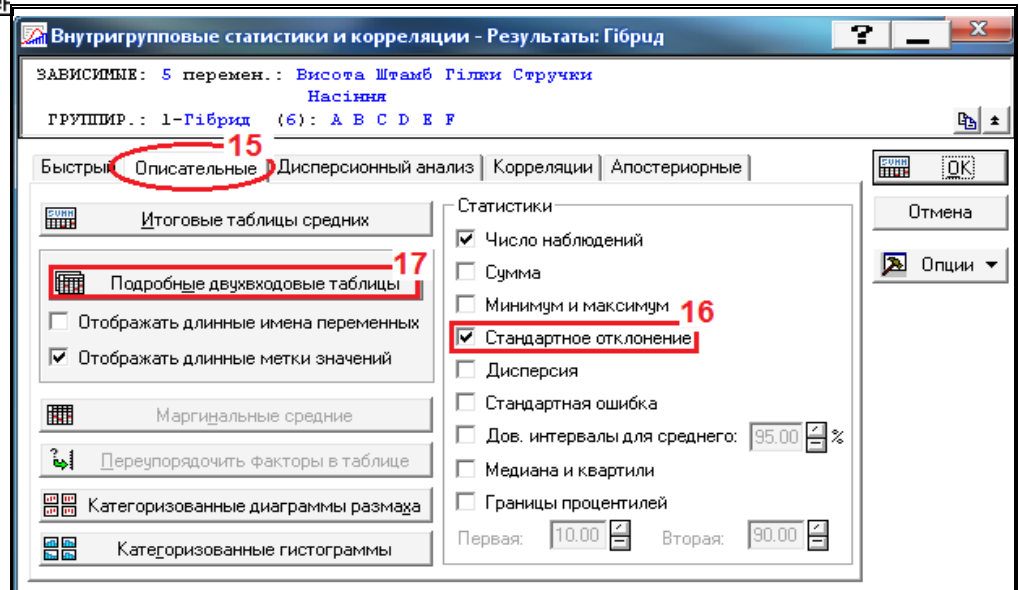 Внутригрупповые статистики и корреляции - Результаты: Гібрид
ЗАВИСИМЫЕ: 5 перемен.: Висота Штамб Гілки Стручки
Насіння
ГРУППИР.: 1-Гібрид (6): A B C D E F
15
Быстрый Описательные Дисперсионный анализ Корреляции Апостериорные
SUMM OK
Отмена
Опции
SUMM Итоговые таблицы средних
17
Подробные двухвходовые таблицы
Отображать длинные имена переменных
Отображать длинные метки значений
Маргинальные средние
Переупорядочить факторы в таблице
Категоризованные диаграммы размаха
Категоризованные гистограммы
Статистики
Число наблюдений
Сумма
Минимум и максимум
16
Стандартное отклонение
Дисперсия
Стандартная ошибка
Дов. интервалы для среднего: 95.00 %
Медиана и квартили
Границы процентилей
Первая: 10.00 Вторая: 90.00